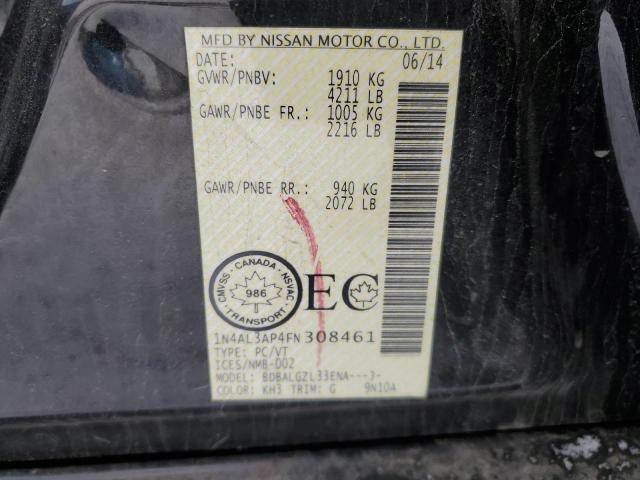 MFD BY NISSAN MOTOR CO., LTD.
DATE: 06/14
GVWR/PNBV: 1910 KG
4211 LB
GAWR/PNBE FR.: 1005 KG
2216 LB
GAWR/PNBE RR.: 940 KG
2072 LB
CANADA
CMVSS - NSVAC
986
TRANSPORT
EC
1N4AL3AP4FN308461
TYPE: PC/VT
ICES/NMB-002
MODEL: BDBALGZL33ENA---J-
COLOR: KH3 TRIM: G 9N10A